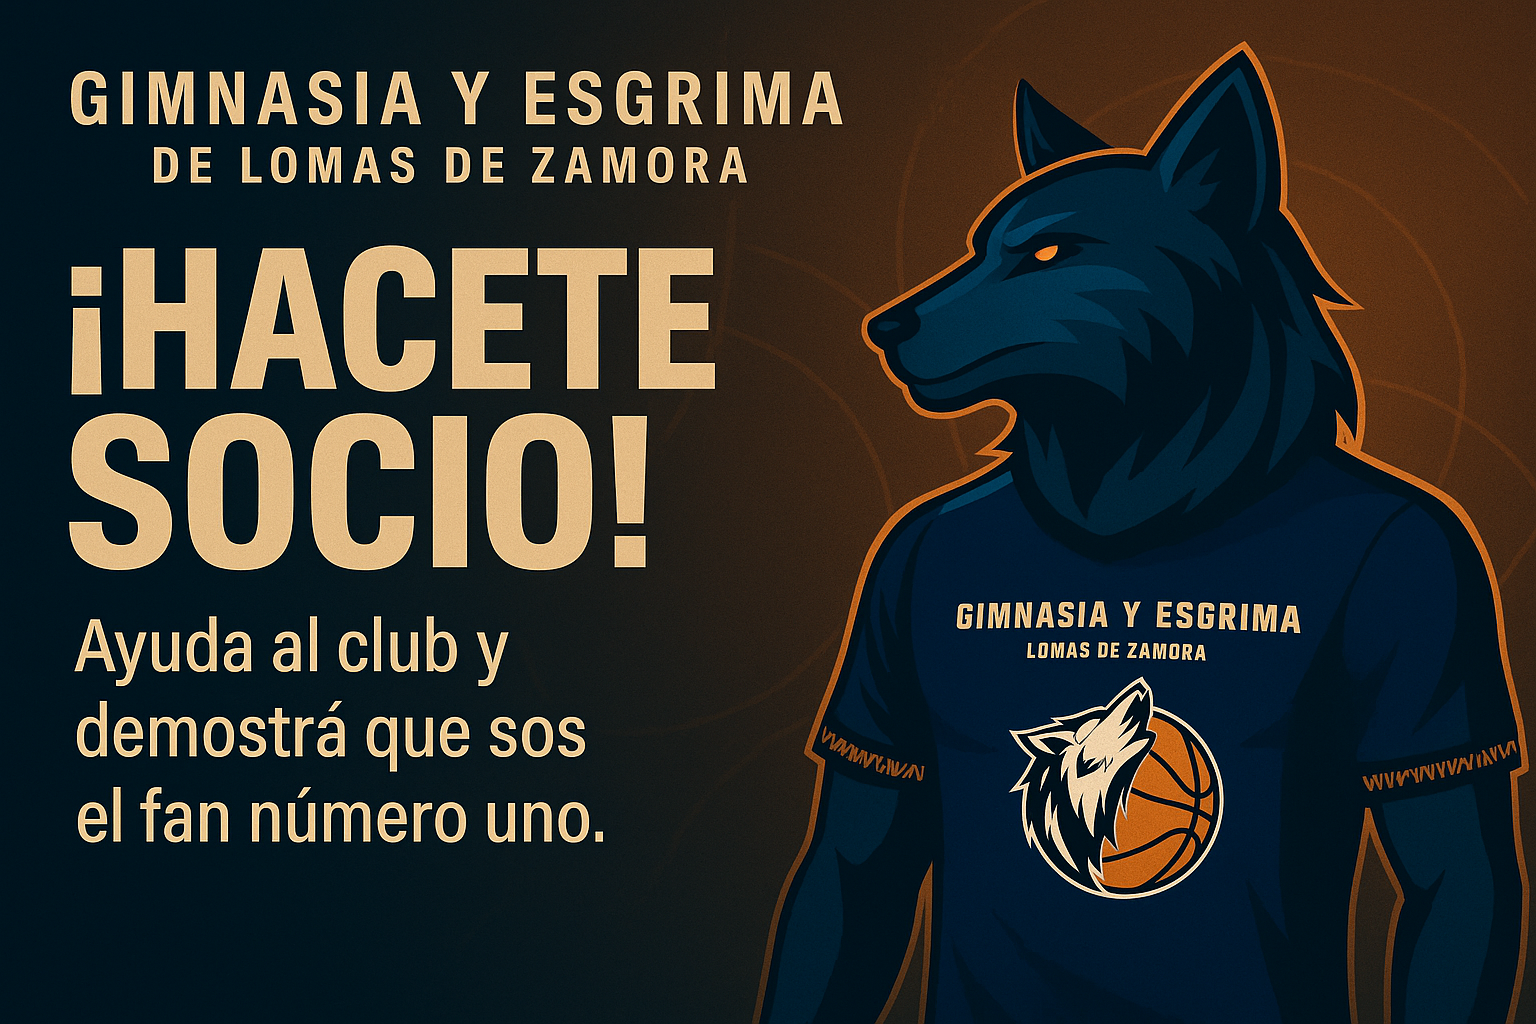 GIMNASIA Y ESGRIMA
DE LOMAS DE ZAMORA
¡HACETE
SOCIO!
Ayuda al club y
demostrá que sos
el fan número uno.
GIMNASIA Y ESGRIMA
LOMAS DE ZAMORA